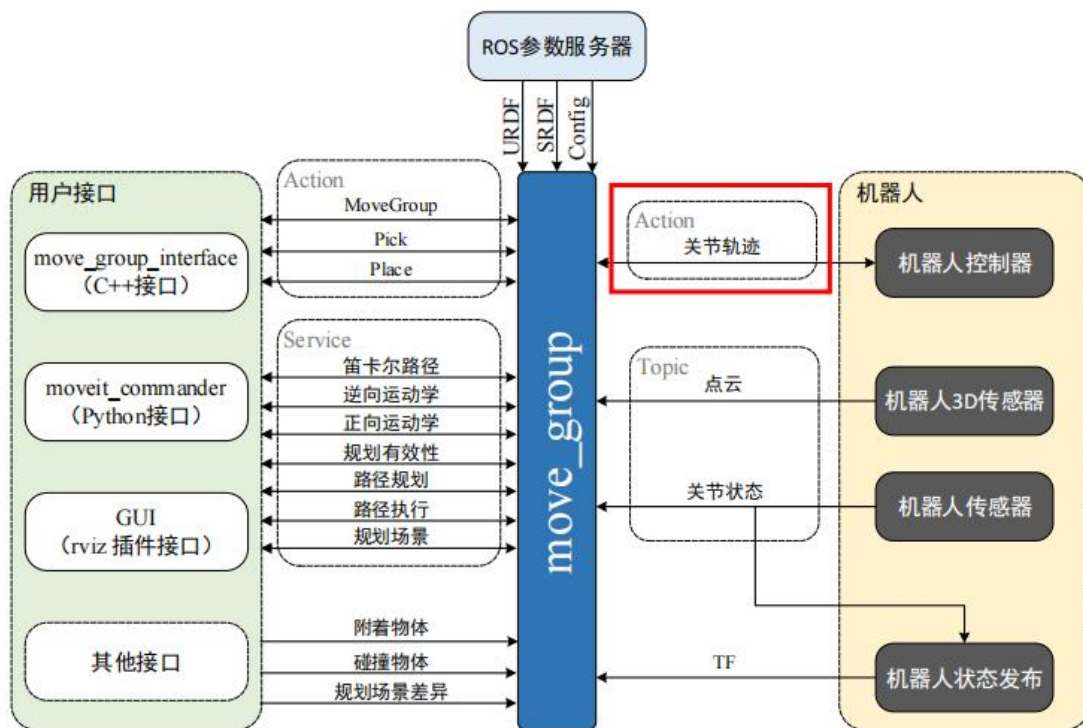 ROS参数服务器
URDF
SRDF
Config
用户接口
move_group_interface
（C++接口）
moveit_commander
（Python接口）
GUI
（rviz 插件接口）
其他接口
Action
MoveGroup
Pick
Place
Service
笛卡尔路径
逆向运动学
正向运动学
规划有效性
路径规划
路径执行
规划场景
附着物体
碰撞物体
规划场景差异
move_group
Action
关节轨迹
Topic
点云
关节状态
TF
机器人
机器人控制器
机器人3D传感器
机器人传感器
机器人状态发布